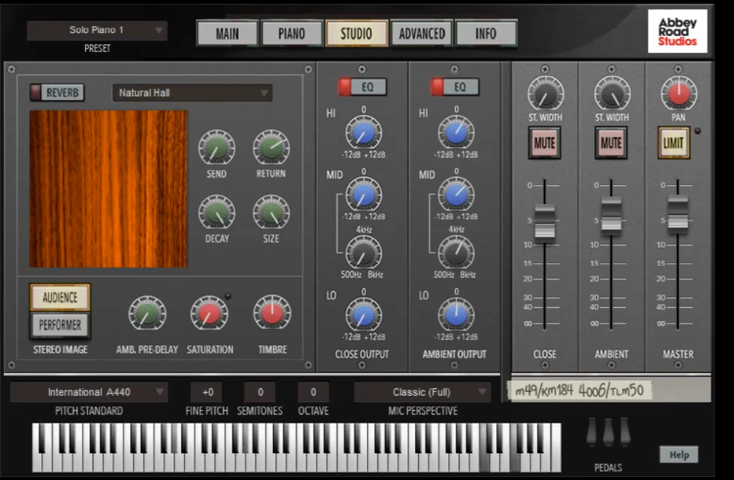 Solo Piano 1
PRESET
MAIN
PIANO
STUDIO
ADVANCED
INFO
Abbey
Road
Studios
REVERB
Natural Hall
SEND
RETURN
DECAY
SIZE
AUDIENCE
PERFORMER
STEREO IMAGE
AMB. PRE-DELAY
SATURATION
TIMBRE
EQ
HI
0
-12dB +12dB
MID
0
-12dB +12dB
4kHz
500Hz 8kHz
LO
0
-12dB +12dB
CLOSE OUTPUT
EQ
HI
0
-12dB +12dB
MID
0
-12dB +12dB
4kHz
500Hz 8kHz
LO
0
-12dB +12dB
AMBIENT OUTPUT
ST. WIDTH
MUTE
0
5
10
15
20
30
40
∞
CLOSE
ST. WIDTH
MUTE
0
5
10
15
20
30
40
∞
AMBIENT
PAN
LIMIT
0
5
10
15
20
30
40
∞
MASTER
International A440
PITCH STANDARD
+0
FINE PITCH
0
SEMITONES
0
OCTAVE
Classic (Full)
MIC PERSPECTIVE
m49/Km184 4006/TLm50
PEDALS
Help